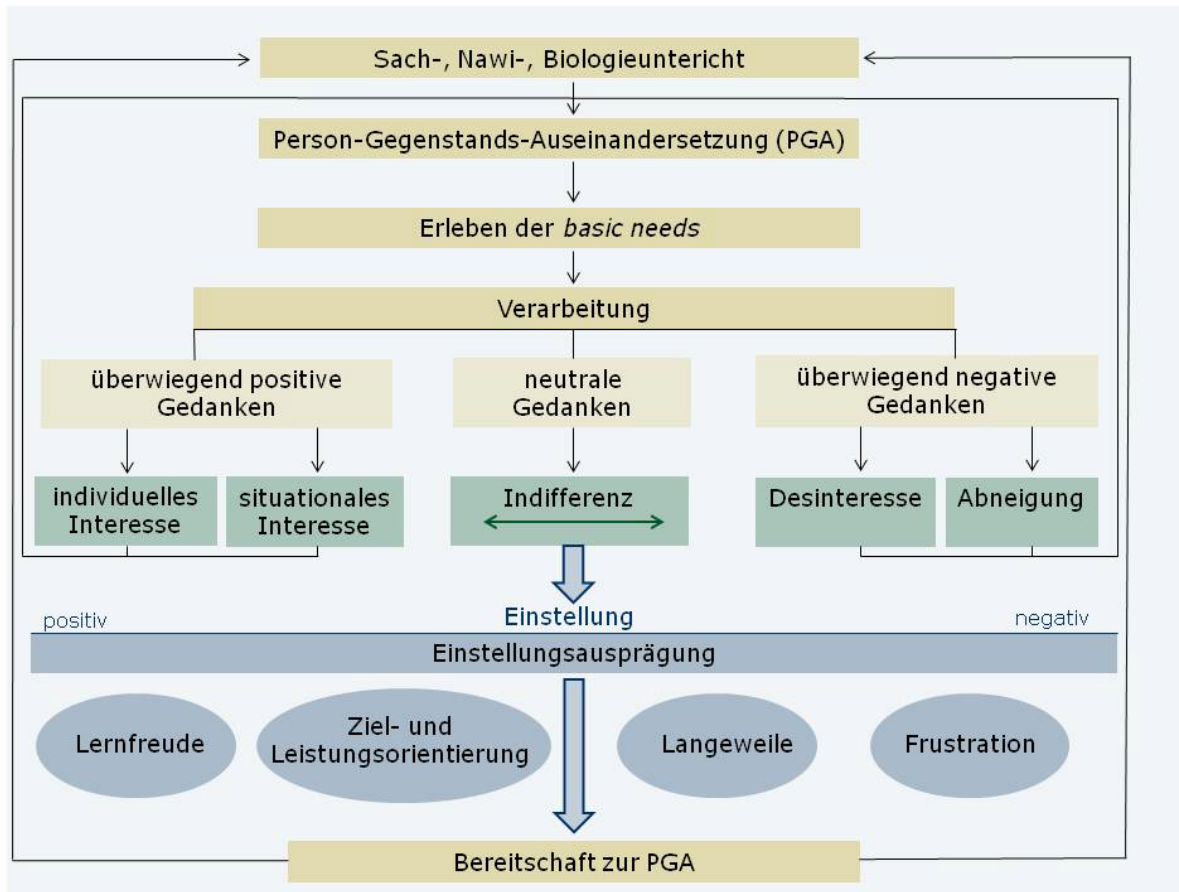 Sach-, Nawi-, Biologieuntericht
Person-Gegenstands-Auseinandersetzung (PGA)
Erleben der basic needs
Verarbeitung
überwiegend positive
Gedanken
neutrale
Gedanken
überwiegend negative
Gedanken
individuelles
Interesse
situationales
Interesse
Indifferenz
Desinteresse
Abneigung
positiv
Einstellung
negativ
Einstellungsausprägung
Lernfreude
Ziel- und
Leistungsorientierung
Langeweile
Frustration
Bereitschaft zur PGA